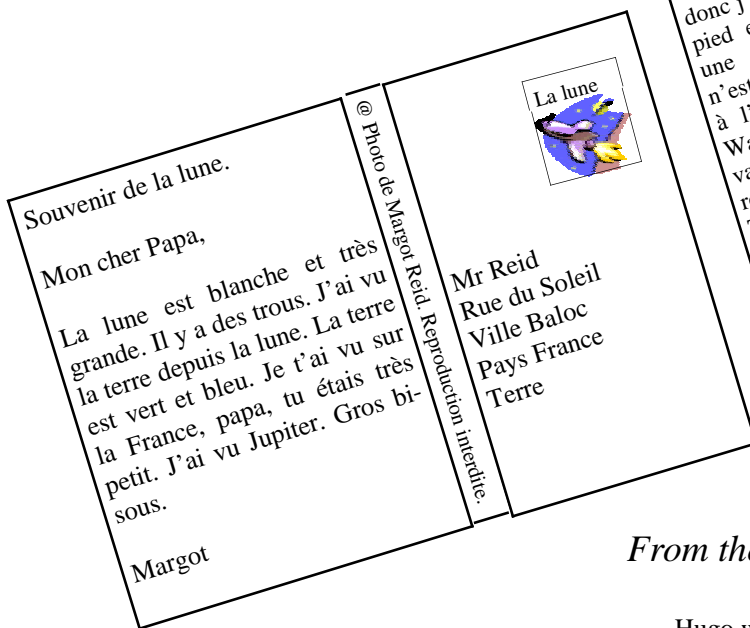 Souvenir de la lune.
Mon cher Papa,
La lune est blanche et très
grande. Il y a des trous. J'ai vu
la terre depuis la lune. La terre
est vert et bleu. Je t'ai vu sur
la France, papa, tu étais très
petit. J'ai vu Jupiter. Gros bi-
sous.
Margot
@ Photo de Margot Reid. Reproduction interdite.
La lune
Mr Reid
Rue du Soleil
Ville Baloc
Pays France
Terre
donc j
pied
une
n'est
à l'
From the
Hugo